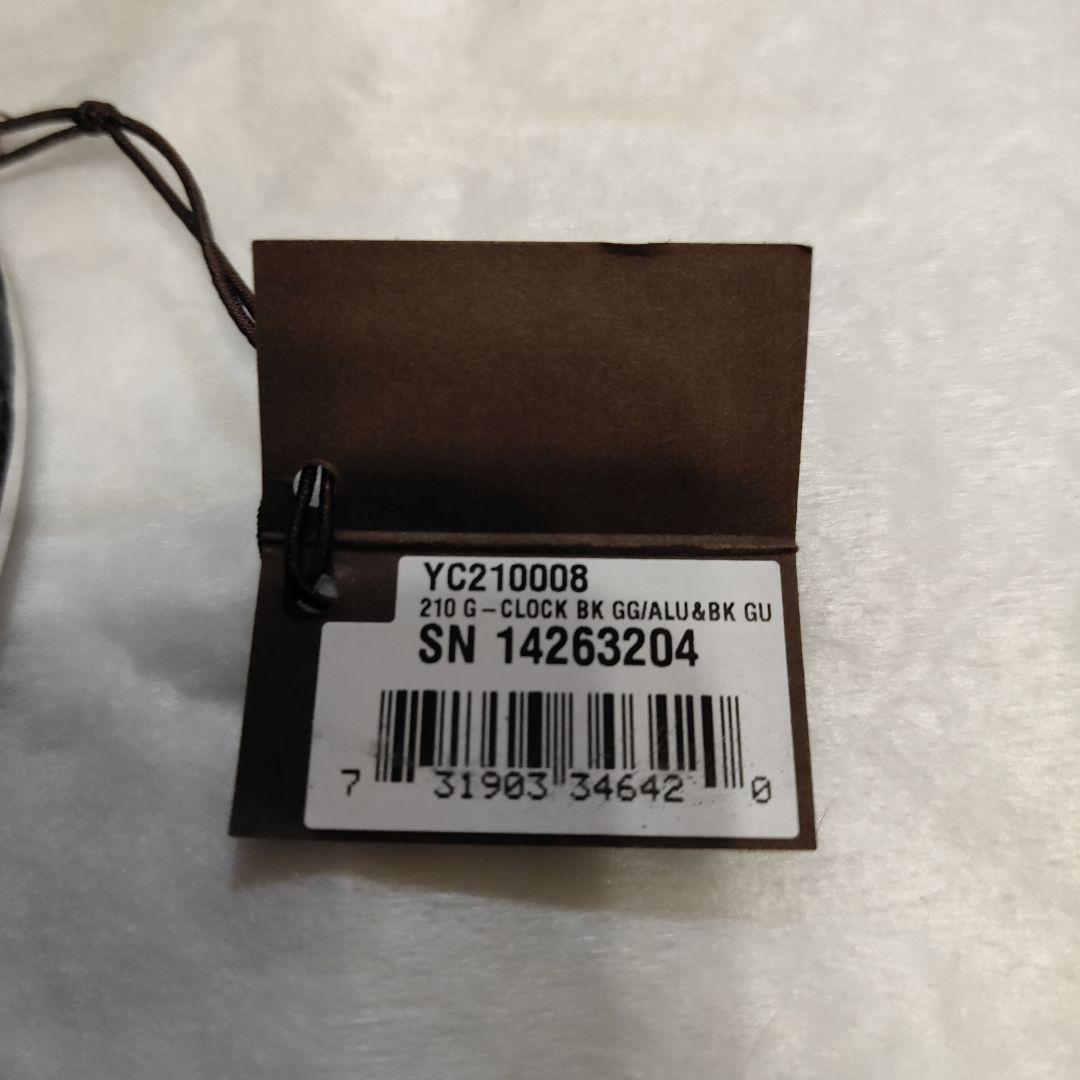 YC210008
210 G-CLOCK BK GG/ALU&BK GU
SN 14263204
7 31903 34642 0